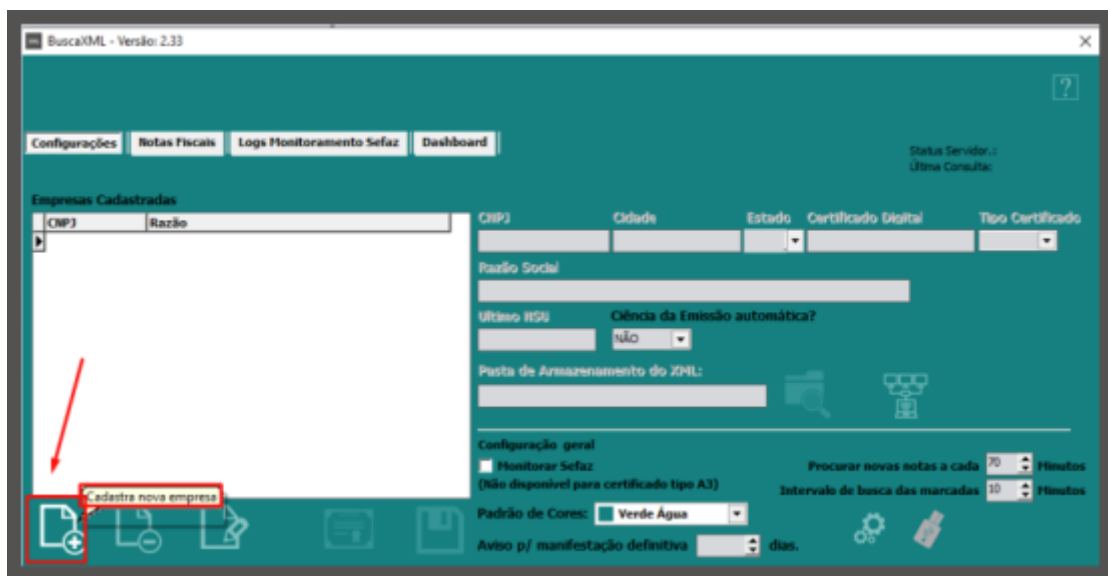 BuscaXML - Versão: 2.33
?
Configurações Notas Fiscais Logs Monitoramento Sefaz Dashboard
Status Servidor.:
Última Consulta:
Empresas Cadastradas
CNPJ Razão
CNPJ Cidade Estado Certificado Digital Tipo Certificado
Razão Social
Ultimo NSU Ciência da Emissão automática?
NÃO
Pasta de Armazenamento do XML:
Configuração geral
Monitorar Sefaz Procurar novas notas a cada 70 Minutos
(Não disponível para certificado tipo A3) Intervalo de busca das marcadas 10 Minutos
Cadastra nova empresa
Padrão de Cores: Verde Água
Aviso p/ manifestação definitiva dias.